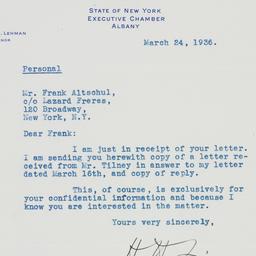 STATE OF NEW YORK
EXECUTIVE CHAMBER
ALBANY
LEHMAN
March 24, 1936.
Personal
Mr. Frank Altschul,
c/o Lazard Freres,
120 Broadway,
New York, N.Y.
Dear Frank:
I am just in receipt of your letter.
I am sending you herewith copy of a letter re-
ceived from Mr. Tilney in answer to my letter
dated March 16th, and copy of reply.
This, of course, is exclusively for
your confidential information and because I
know you are interested in the matter.
Yours very sincerely,